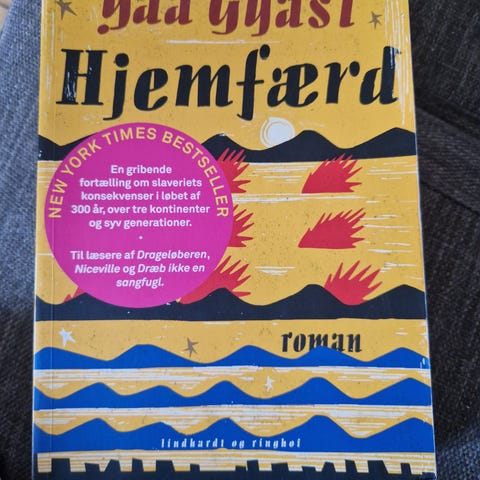 Yaa Gyasi
Hjemfærd
NEW YORK TIMES BESTSELLER
En gribende
fortælling om slaveriets
konsekvenser i løbet af
300 år, over tre kontinenter
og syv generationer.
Til læsere af Drageløberen,
Niceville og Dræb ikke en
sangfugl.
roman
lindhardt og ringhof